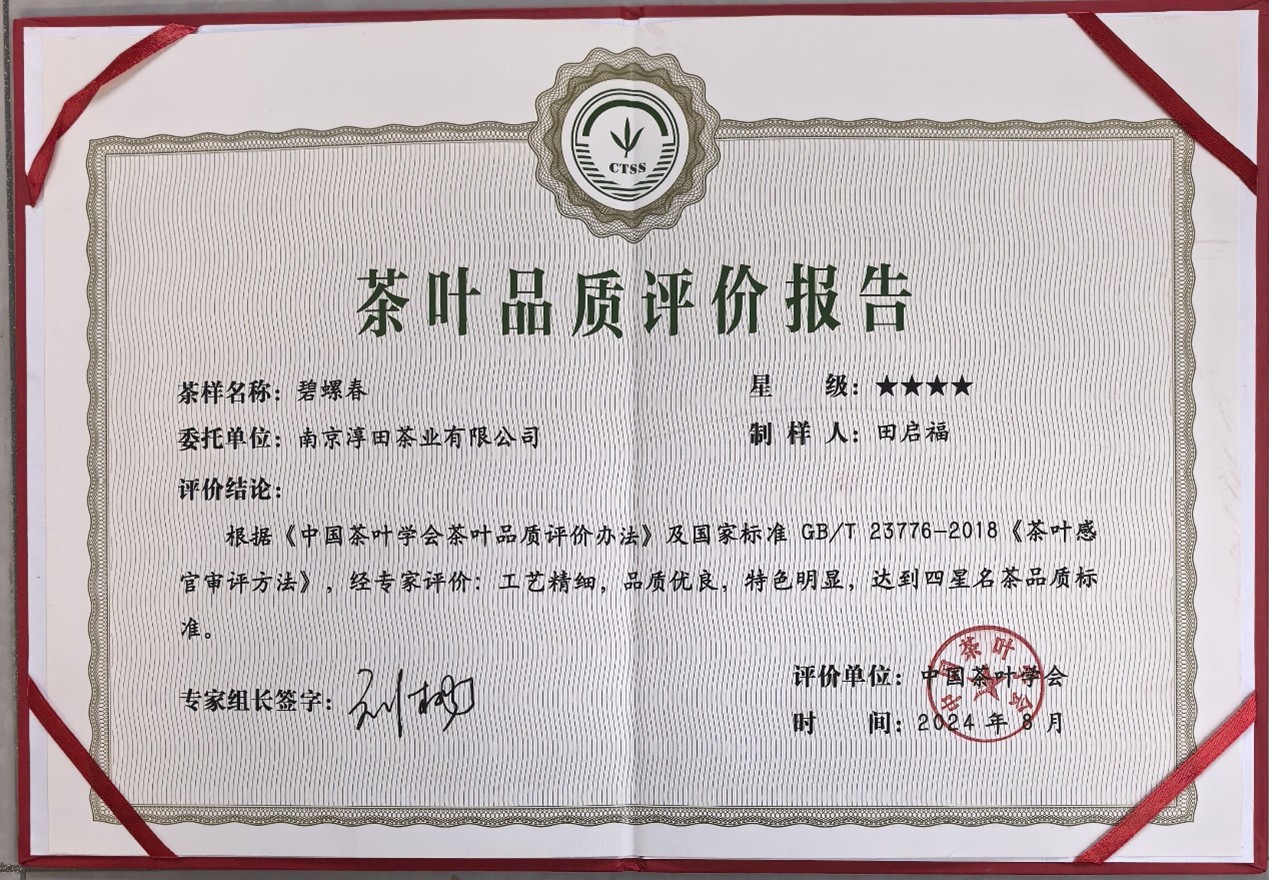 CTSS
茶叶品质评价报告
茶样名称：碧螺春
星 级：★★★★
委托单位：南京淳田茶业有限公司
制 样 人：田启福
评价结论：
根据《中国茶叶学会茶叶品质评价办法》及国家标准 GB/T 23776-2018《茶叶感
官审评方法》，经专家评价：工艺精细，品质优良，特色明显，达到四星名茶品质标
准。
专家组长签字：
评价单位：中国茶叶学会
时 间：2024 年 8 月
中国茶叶学会